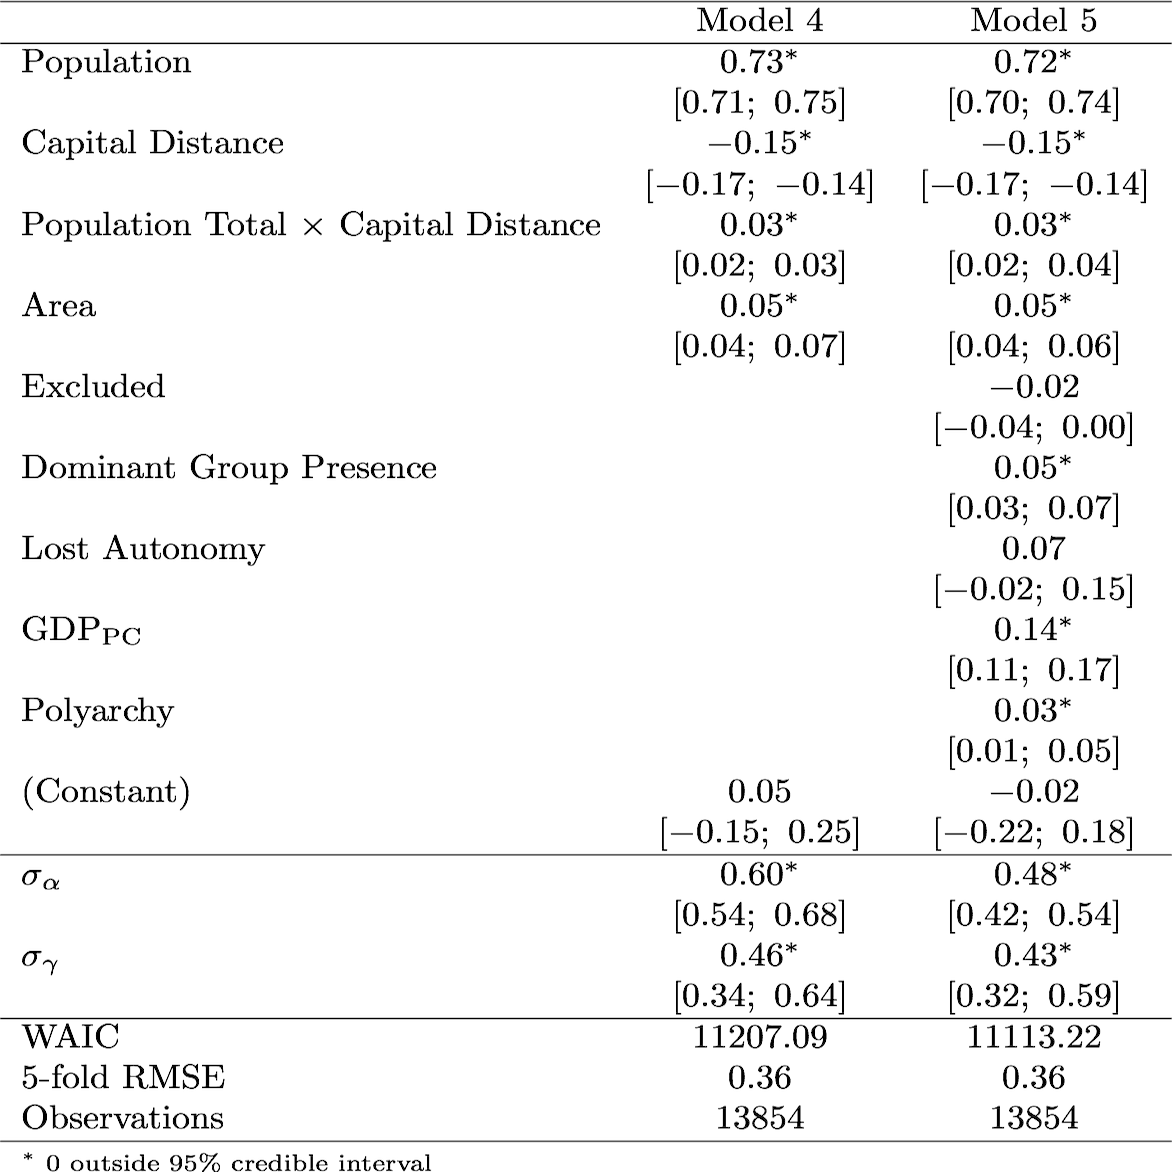 Model 4 Model 5
Population 0.73* 0.72*
[0.71; 0.75] [0.70; 0.74]
Capital Distance −0.15* −0.15*
[−0.17; −0.14] [−0.17; −0.14]
Population Total × Capital Distance 0.03* 0.03*
[0.02; 0.03] [0.02; 0.04]
Area 0.05* 0.05*
[0.04; 0.07] [0.04; 0.06]
Excluded −0.02
[−0.04; 0.00]
Dominant Group Presence 0.05*
[0.03; 0.07]
Lost Autonomy 0.07
[−0.02; 0.15]
GDPPC 0.14*
[0.11; 0.17]
Polyarchy 0.03*
[0.01; 0.05]
(Constant) 0.05 −0.02
[−0.15; 0.25] [−0.22; 0.18]
σα 0.60* 0.48*
[0.54; 0.68] [0.42; 0.54]
σγ 0.46* 0.43*
[0.34; 0.64] [0.32; 0.59]
WAIC 11207.09 11113.22
5-fold RMSE 0.36 0.36
Observations 13854 13854
* 0 outside 95% credible interval